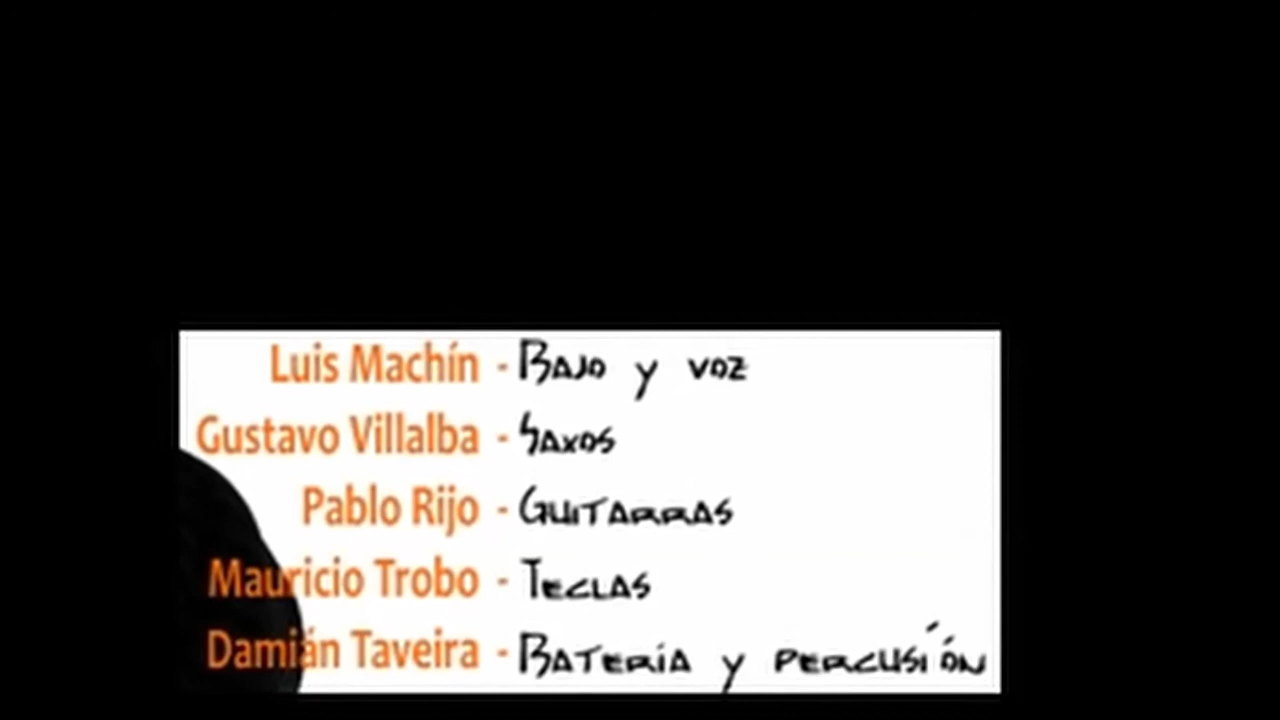 Luis Machín - Bajo y voz
Gustavo Villalba - Saxos
Pablo Rijo - Guitarras
Mauricio Trobo - Teclas
Damián Taveira - Batería y percusión